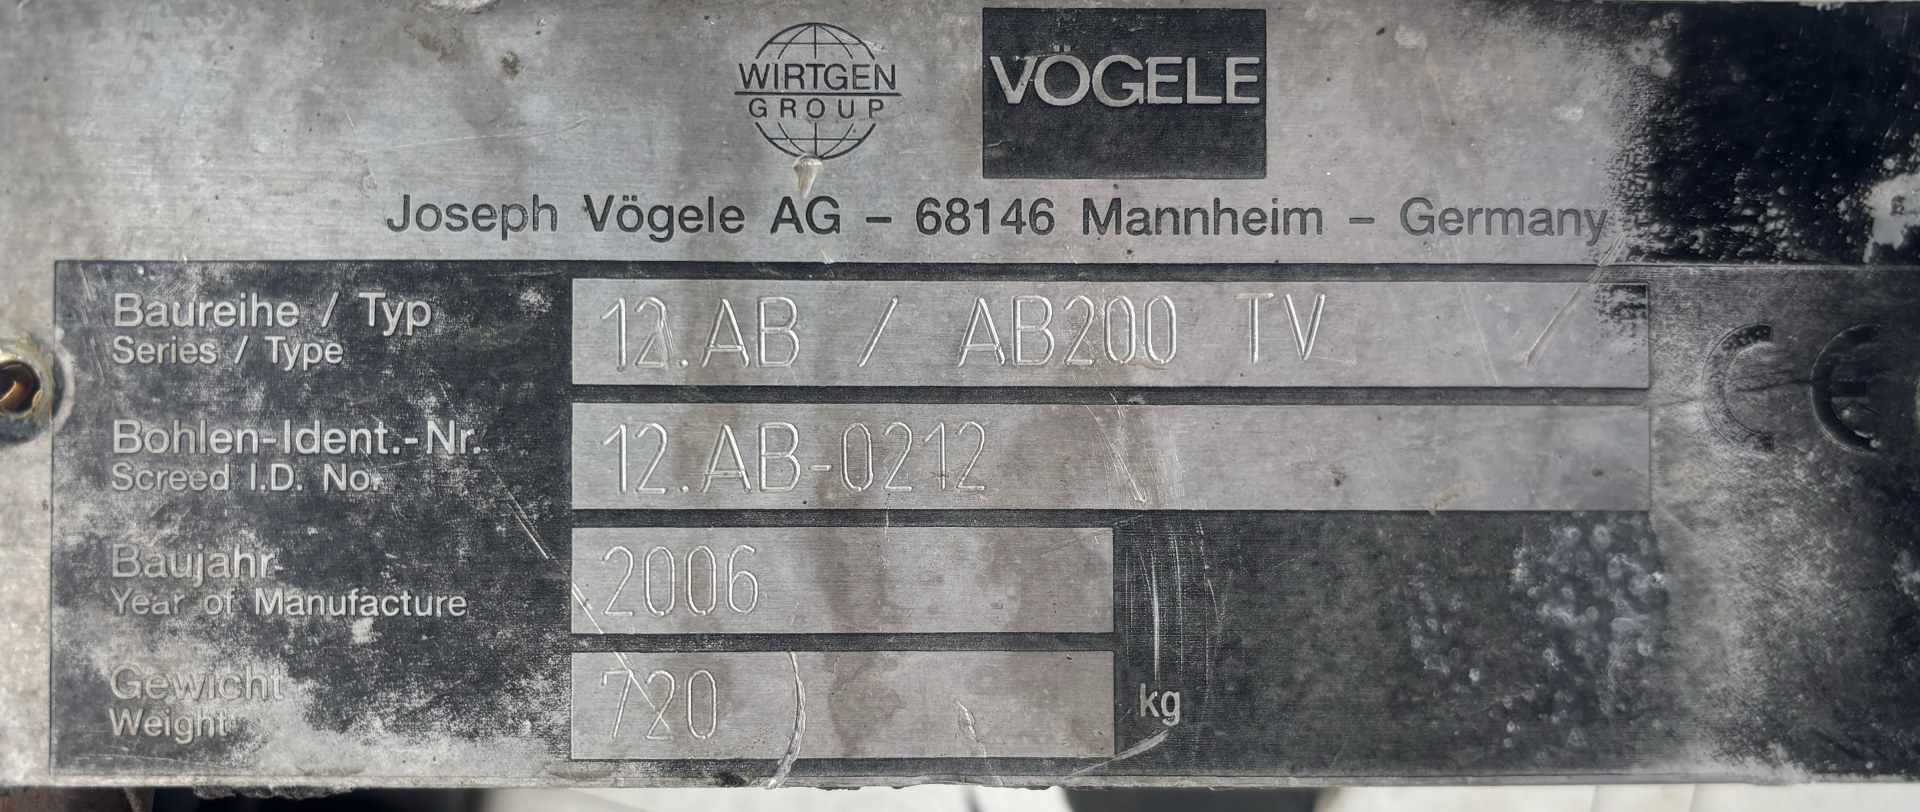 WIRTGEN
GROUP
VÖGELE
Joseph Vögele AG – 68146 Mannheim – Germany
Baureihe / Typ
Series / Type
12.AB / AB200 TV
Bohlen-Ident.-Nr.
Screed I.D. No.
12.AB-0212
Baujahr
Year of Manufacture
2006
Gewicht
Weight
720 kg
CE